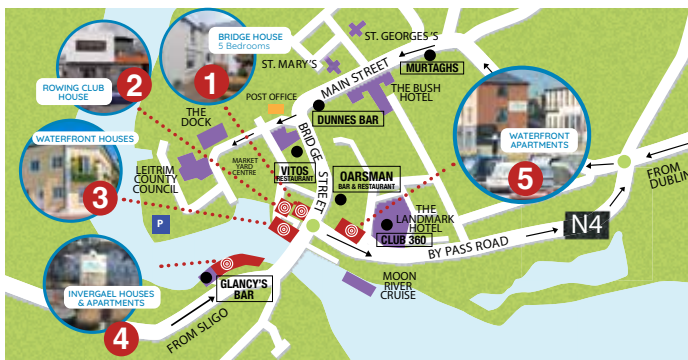 BRIDGE HOUSE
5 Bedrooms
1
ROWING CLUB
HOUSE
2
WATERFRONT HOUSES
3
INVERGAEL HOUSES
& APARTMENTS
4
WATERFRONT
APARTMENTS
5
ST. GEORGES'S
ST. MARY'S
MAIN STREET
MURTAGHS
THE BUSH
HOTEL
POST OFFICE
DUNNES BAR
THE
DOCK
BRIDGE
STREET
MARKET
YARD
CENTRE
VITOS
RESTAURANT
OARSMAN
BAR & RESTAURANT
LEITRIM
COUNTY
COUNCIL
P
THE
LANDMARK
HOTEL
CLUB 360
FROM
DUBLIN
N4
BY PASS ROAD
MOON
RIVER
CRUISE
GLANCY'S
BAR
FROM SLIGO